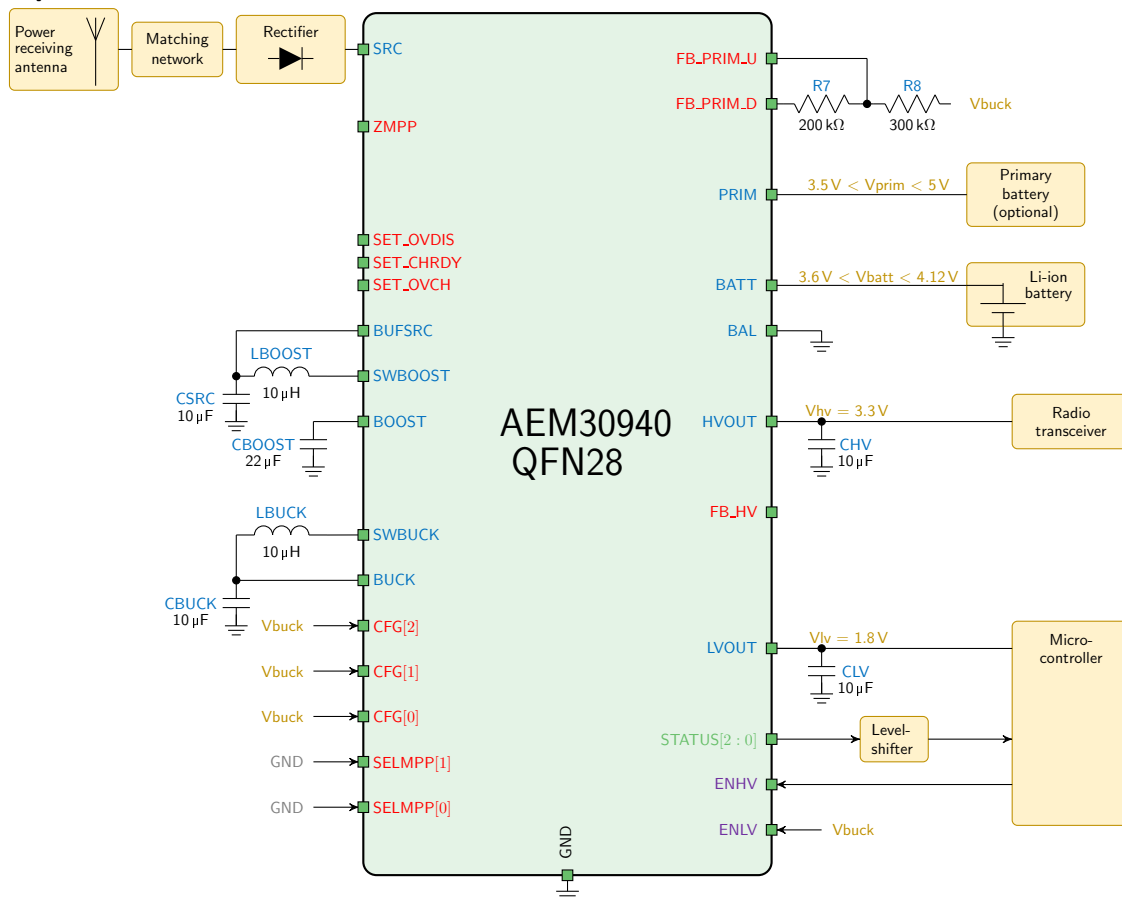 Power
receiving
antenna
Matching
network
Rectifier
SRC
ZMPP
SET_OVDIS
SET_CHRDY
SET_OVCH
BUFSRC
LBOOST
10 µH
SWBOOST
CSRC
10 µF
BOOST
CBOOST
22 µF
LBUCK
10 µH
SWBUCK
BUCK
CBUCK
10 µF
Vbuck
CFG[2]
Vbuck
CFG[1]
Vbuck
CFG[0]
GND
SELMPP[1]
GND
SELMPP[0]
AEM30940
QFN28
GND
FB_PRIM_U
FB_PRIM_D
R7
200 kΩ
R8
300 kΩ
Vbuck
PRIM
3.5 V < Vprim < 5 V
Primary
battery
(optional)
BATT
3.6 V < Vbatt < 4.12 V
Li-ion
battery
BAL
HVOUT
Vhv = 3.3 V
CHV
10 µF
Radio
transceiver
FB_HV
LVOUT
Vlv = 1.8 V
CLV
10 µF
Micro-
controller
STATUS[2 : 0]
Level-
shifter
ENHV
ENLV
Vbuck